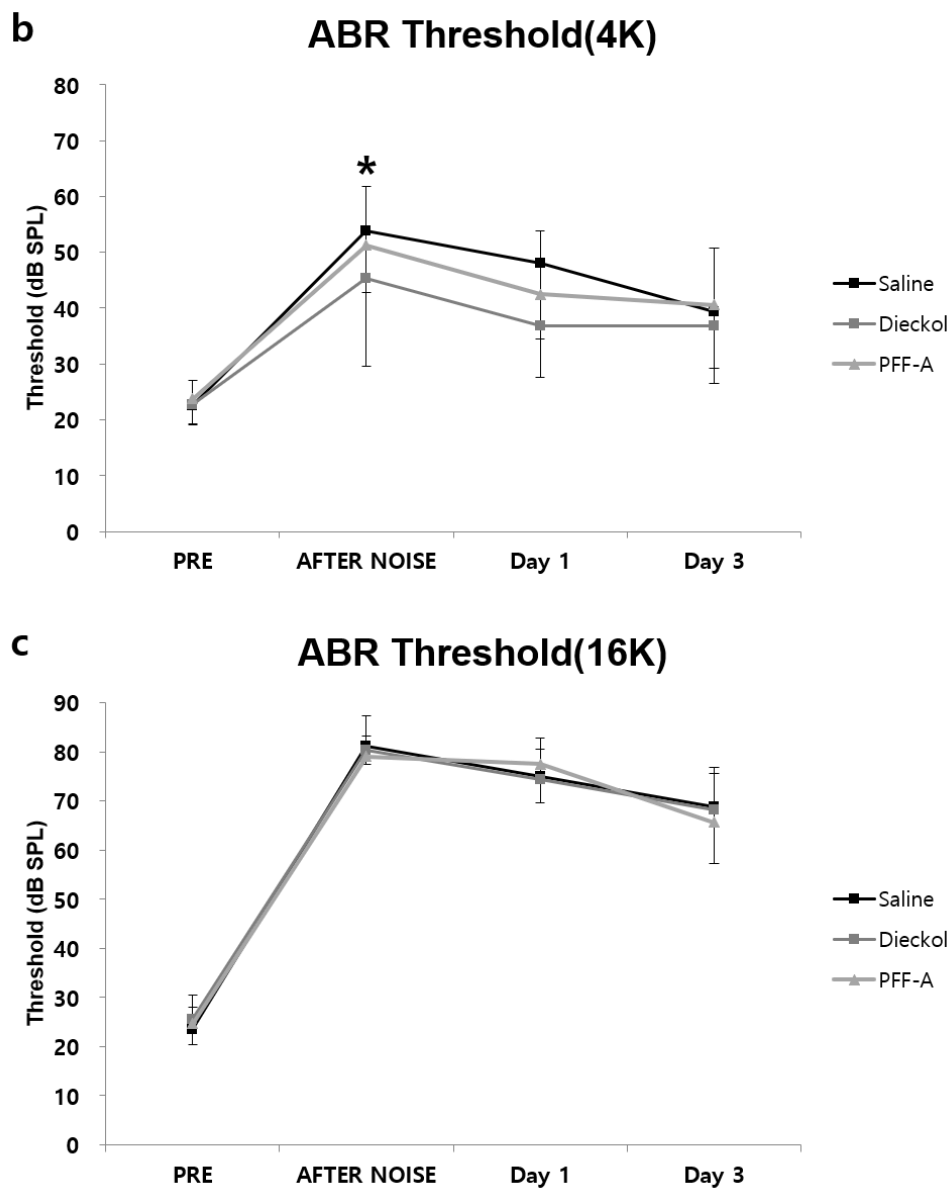 b
ABR Threshold(4K)
Threshold (dB SPL)
80
70
60
50
40
30
20
10
0
*
PRE
AFTER NOISE
Day 1
Day 3
Saline
Dieckol
PFF-A
c
ABR Threshold(16K)
Threshold (dB SPL)
90
80
70
60
50
40
30
20
10
0
PRE
AFTER NOISE
Day 1
Day 3
Saline
Dieckol
PFF-A